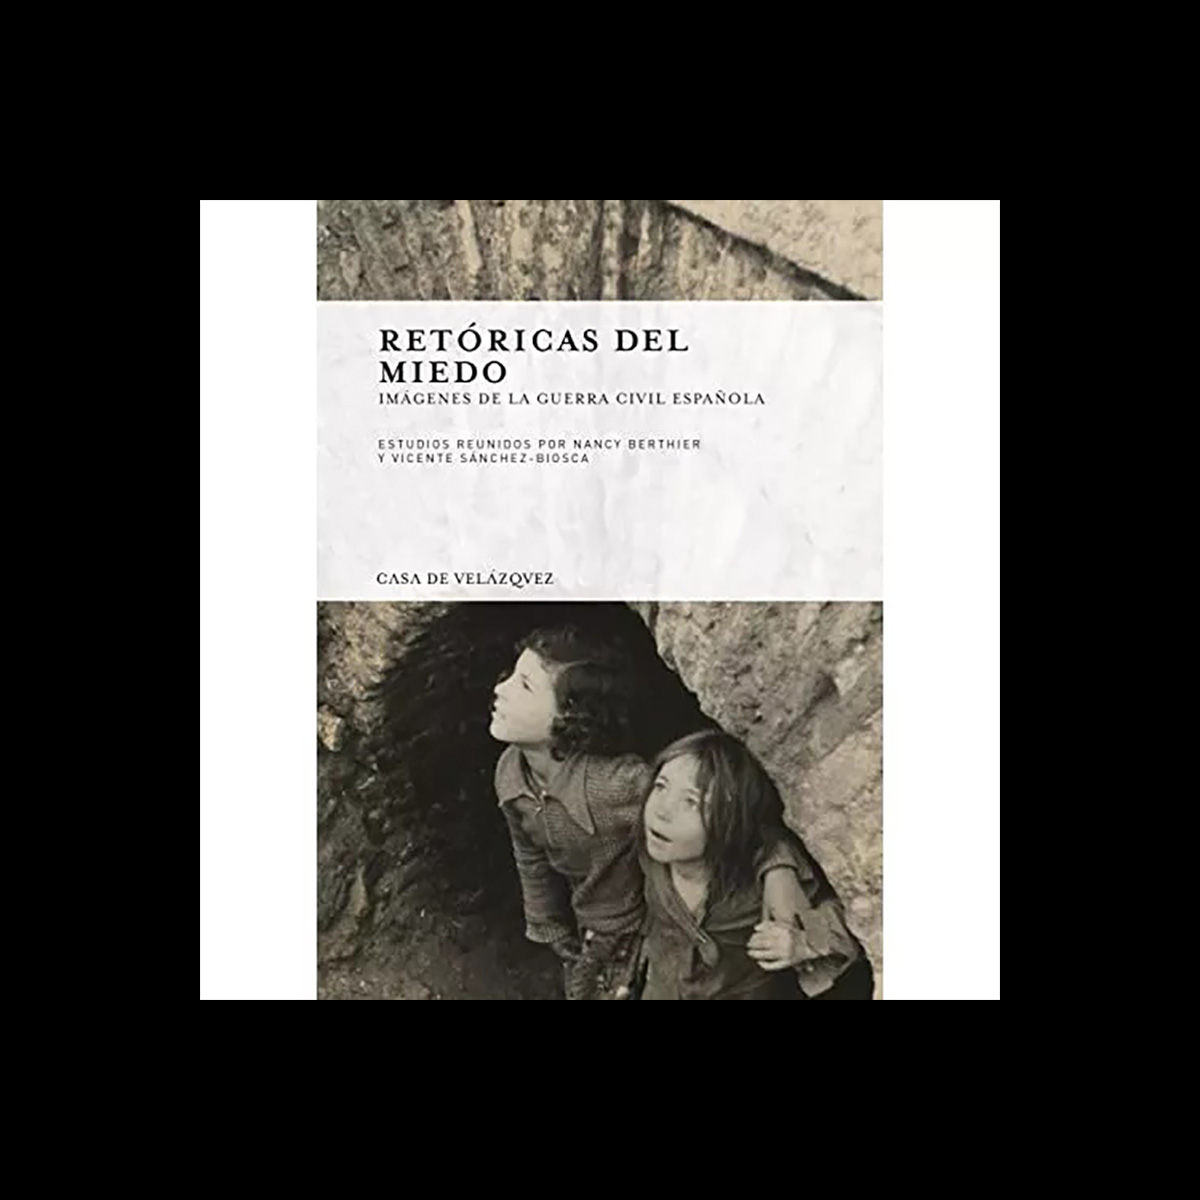 RETÓRICAS DEL
MIEDO
IMÁGENES DE LA GUERRA CIVIL ESPAÑOLA
ESTUDIOS REUNIDOS POR NANCY BERTHIER
Y VICENTE SÁNCHEZ-BIOSCA
CASA DE VELÁZQVEZ